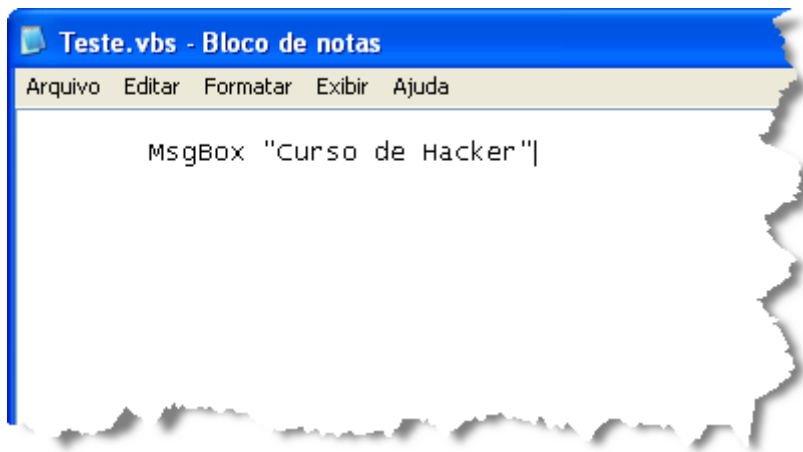 Teste.vbs - Bloco de notas
Arquivo Editar Formatar Exibir Ajuda
MsgBox "Curso de Hacker"